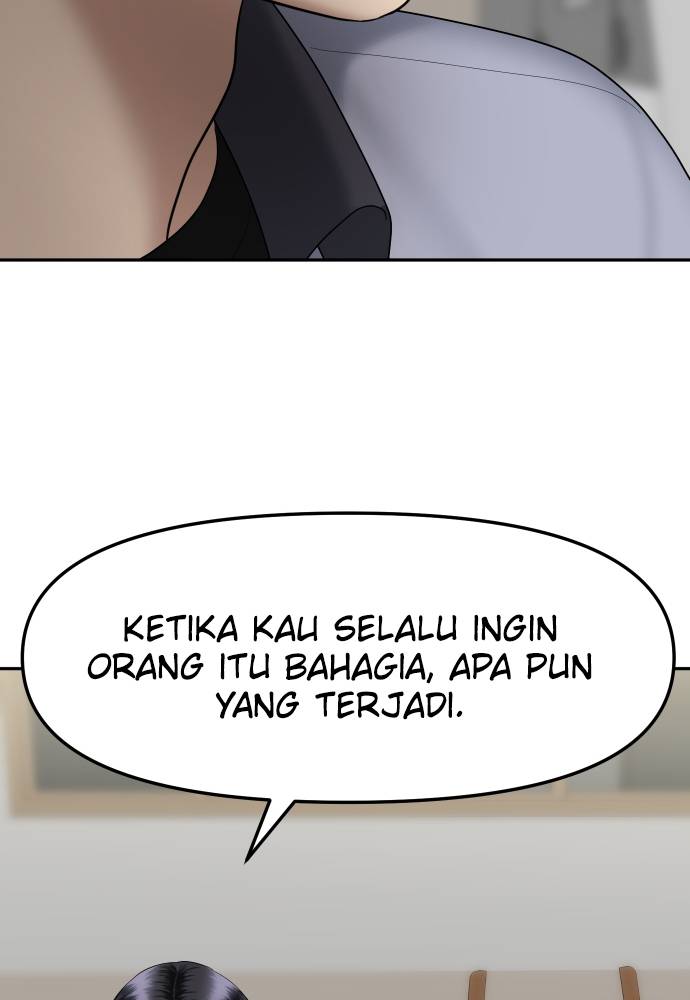 KETIKA KAU SELALU INGIN
ORANG ITU BAHAGIA, APA PUN
YANG TERJADI.